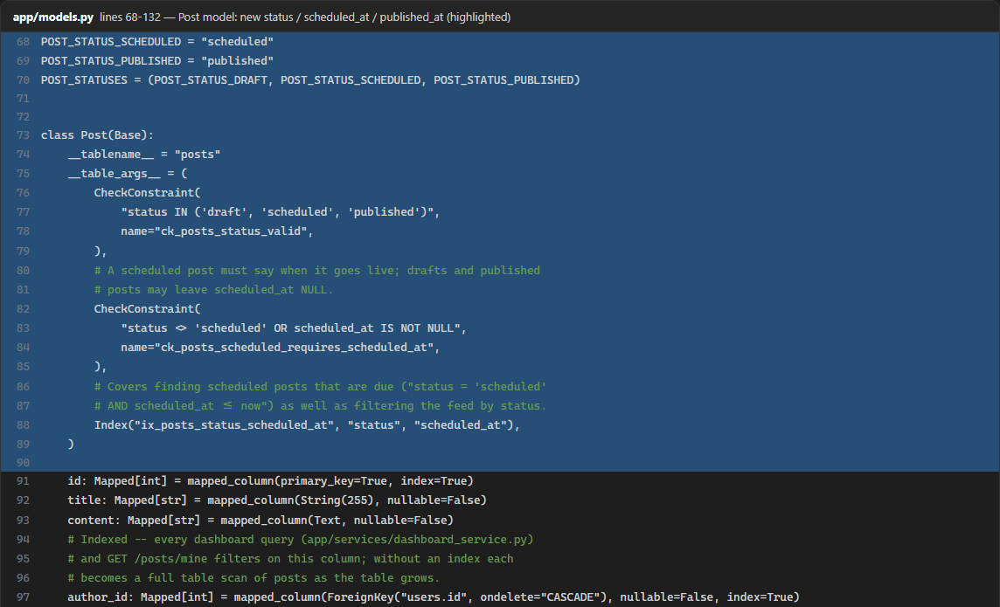 app/models.py lines 68-132 — Post model: new status / scheduled_at / published_at (highlighted)
68 POST_STATUS_SCHEDULED = "scheduled"
69 POST_STATUS_PUBLISHED = "published"
70 POST_STATUSES = (POST_STATUS_DRAFT, POST_STATUS_SCHEDULED, POST_STATUS_PUBLISHED)
71
72
73 class Post(Base):
74     __tablename__ = "posts"
75     __table_args__ = (
76         CheckConstraint(
77             "status IN ('draft', 'scheduled', 'published')",
78             name="ck_posts_status_valid",
79         ),
80         # A scheduled post must say when it goes live; drafts and published
81         # posts may leave scheduled_at NULL.
82         CheckConstraint(
83             "status <> 'scheduled' OR scheduled_at IS NOT NULL",
84             name="ck_posts_scheduled_requires_scheduled_at",
85         ),
86         # Covers finding scheduled posts that are due ("status = 'scheduled'
87         # AND scheduled_at <= now") as well as filtering the feed by status.
88         Index("ix_posts_status_scheduled_at", "status", "scheduled_at"),
89     )
90
91     id: Mapped[int] = mapped_column(primary_key=True, index=True)
92     title: Mapped[str] = mapped_column(String(255), nullable=False)
93     content: Mapped[str] = mapped_column(Text, nullable=False)
94     # Indexed -- every dashboard query (app/services/dashboard_service.py)
95     # and GET /posts/mine filters on this column; without an index each
96     # becomes a full table scan of posts as the table grows.
97     author_id: Mapped[int] = mapped_column(ForeignKey("users.id", ondelete="CASCADE"), nullable=False, index=True)